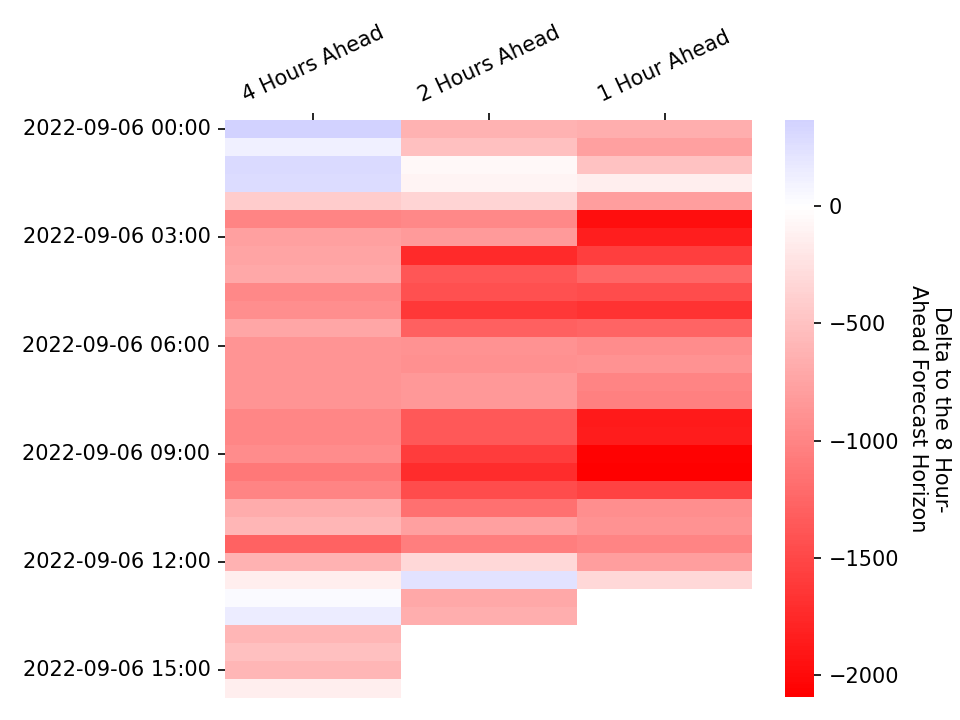 4 Hours Ahead
2 Hours Ahead
1 Hour Ahead
2022-09-06 00:00
2022-09-06 03:00
2022-09-06 06:00
2022-09-06 09:00
2022-09-06 12:00
2022-09-06 15:00
0
−500
−1000
−1500
−2000
Delta to the 8 Hour-
Ahead Forecast Horizon